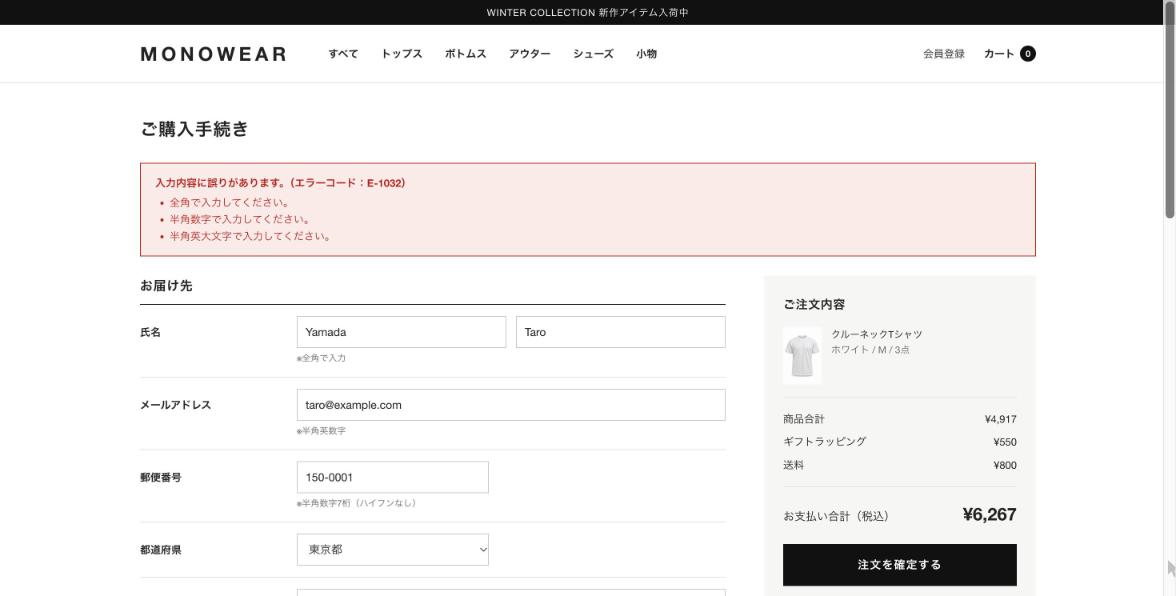 WINTER COLLECTION 新作アイテム入荷中
MONOWEAR
すべて
トップス
ボトムス
アウター
シューズ
小物
会員登録
カート 0
ご購入手続き
入力内容に誤りがあります。（エラーコード：E-1032）
• 全角で入力してください。
• 半角数字で入力してください。
• 半角英大文字で入力してください。
お届け先
氏名
Yamada
Taro
※全角で入力
メールアドレス
taro@example.com
※半角英数字
郵便番号
150-0001
※半角数字7桁（ハイフンなし）
都道府県
東京都
ご注文内容
クルーネックTシャツ
ホワイト / M / 3点
商品合計 ¥4,917
ギフトラッピング ¥550
送料 ¥800
お支払い合計（税込） ¥6,267
注文を確定する